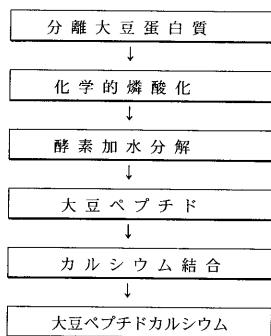 分離大豆蛋白質
↓
化学的燐酸化
↓
酵素加水分解
↓
大豆ペプチド
↓
カルシウム結合
↓
大豆ペプチドカルシウム